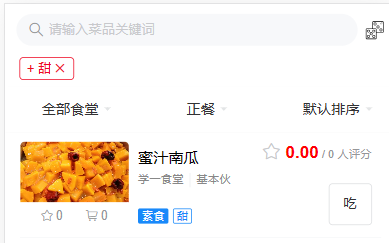 请输入菜品关键词
+ 甜 ×
全部食堂 正餐 默认排序
蜜汁南瓜 0.00 / 0 人评分
学一食堂 | 基本伙
吃
0 0 素食 甜